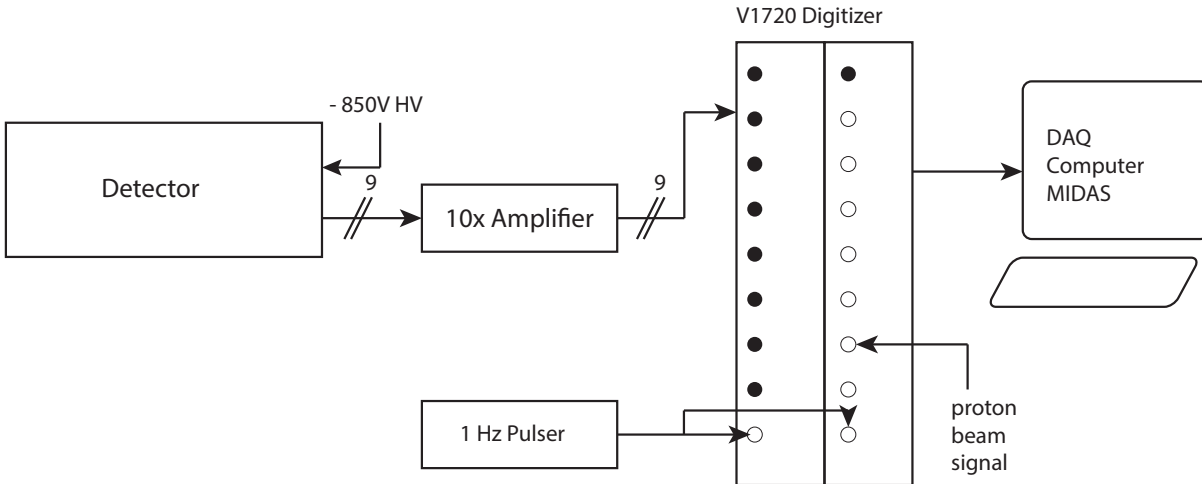 V1720 Digitizer
- 850V HV
Detector
9
10x Amplifier
9
DAQ
Computer
MIDAS
1 Hz Pulser
proton
beam
signal